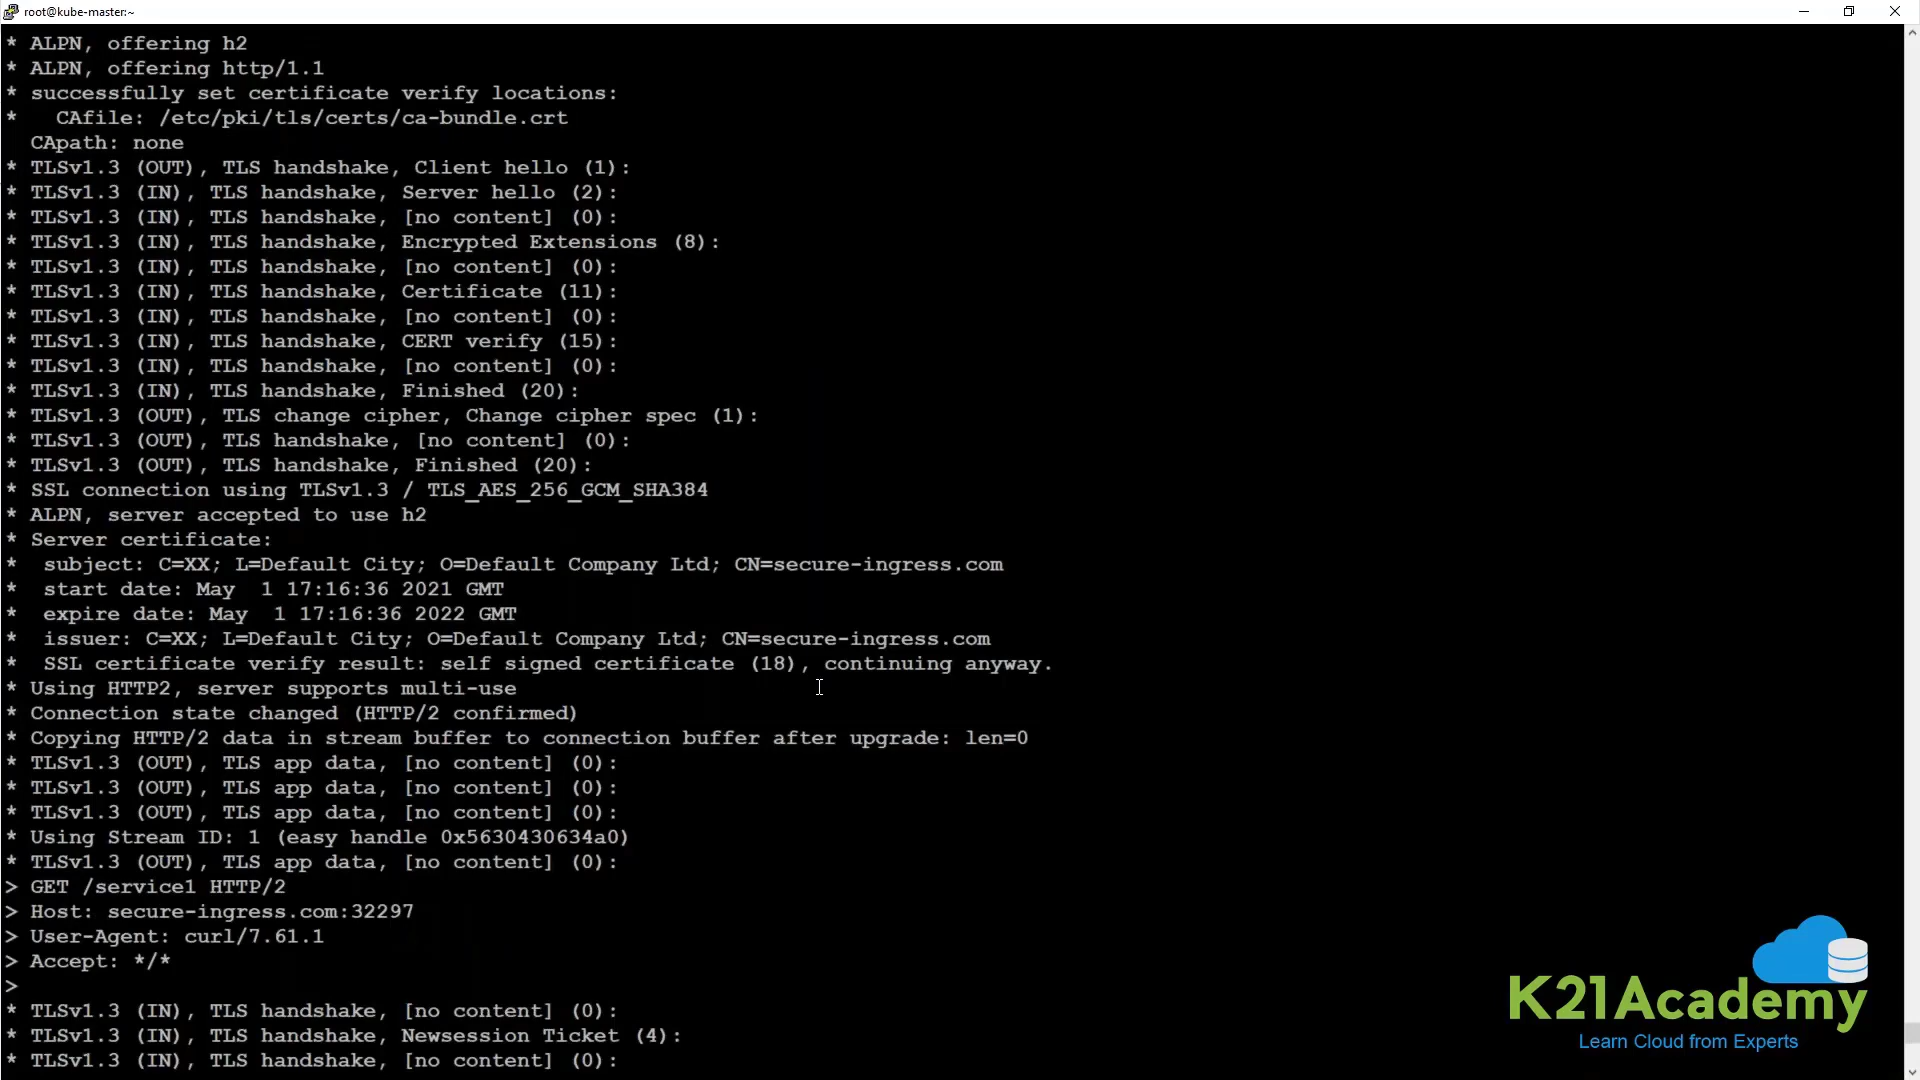 root@kube-master:~
* ALPN, offering h2
* ALPN, offering http/1.1
* successfully set certificate verify locations:
*   CAfile: /etc/pki/tls/certs/ca-bundle.crt
  CApath: none
* TLSv1.3 (OUT), TLS handshake, Client hello (1):
* TLSv1.3 (IN), TLS handshake, Server hello (2):
* TLSv1.3 (IN), TLS handshake, [no content] (0):
* TLSv1.3 (IN), TLS handshake, Encrypted Extensions (8):
* TLSv1.3 (IN), TLS handshake, [no content] (0):
* TLSv1.3 (IN), TLS handshake, Certificate (11):
* TLSv1.3 (IN), TLS handshake, [no content] (0):
* TLSv1.3 (IN), TLS handshake, CERT verify (15):
* TLSv1.3 (IN), TLS handshake, [no content] (0):
* TLSv1.3 (IN), TLS handshake, Finished (20):
* TLSv1.3 (OUT), TLS change cipher, Change cipher spec (1):
* TLSv1.3 (OUT), TLS handshake, [no content] (0):
* TLSv1.3 (OUT), TLS handshake, Finished (20):
* SSL connection using TLSv1.3 / TLS_AES_256_GCM_SHA384
* ALPN, server accepted to use h2
* Server certificate:
*  subject: C=XX; L=Default City; O=Default Company Ltd; CN=secure-ingress.com
*  start date: May  1 17:16:36 2021 GMT
*  expire date: May  1 17:16:36 2022 GMT
*  issuer: C=XX; L=Default City; O=Default Company Ltd; CN=secure-ingress.com
*  SSL certificate verify result: self signed certificate (18), continuing anyway.
* Using HTTP2, server supports multi-use
* Connection state changed (HTTP/2 confirmed)
* Copying HTTP/2 data in stream buffer to connection buffer after upgrade: len=0
* TLSv1.3 (OUT), TLS app data, [no content] (0):
* TLSv1.3 (OUT), TLS app data, [no content] (0):
* TLSv1.3 (OUT), TLS app data, [no content] (0):
* Using Stream ID: 1 (easy handle 0x5630430634a0)
* TLSv1.3 (OUT), TLS app data, [no content] (0):
> GET /service1 HTTP/2
> Host: secure-ingress.com:32297
> User-Agent: curl/7.61.1
> Accept: */*
>
* TLSv1.3 (IN), TLS handshake, [no content] (0):
* TLSv1.3 (IN), TLS handshake, Newsession Ticket (4):
* TLSv1.3 (IN), TLS handshake, [no content] (0):
K21Academy
Learn Cloud from Experts